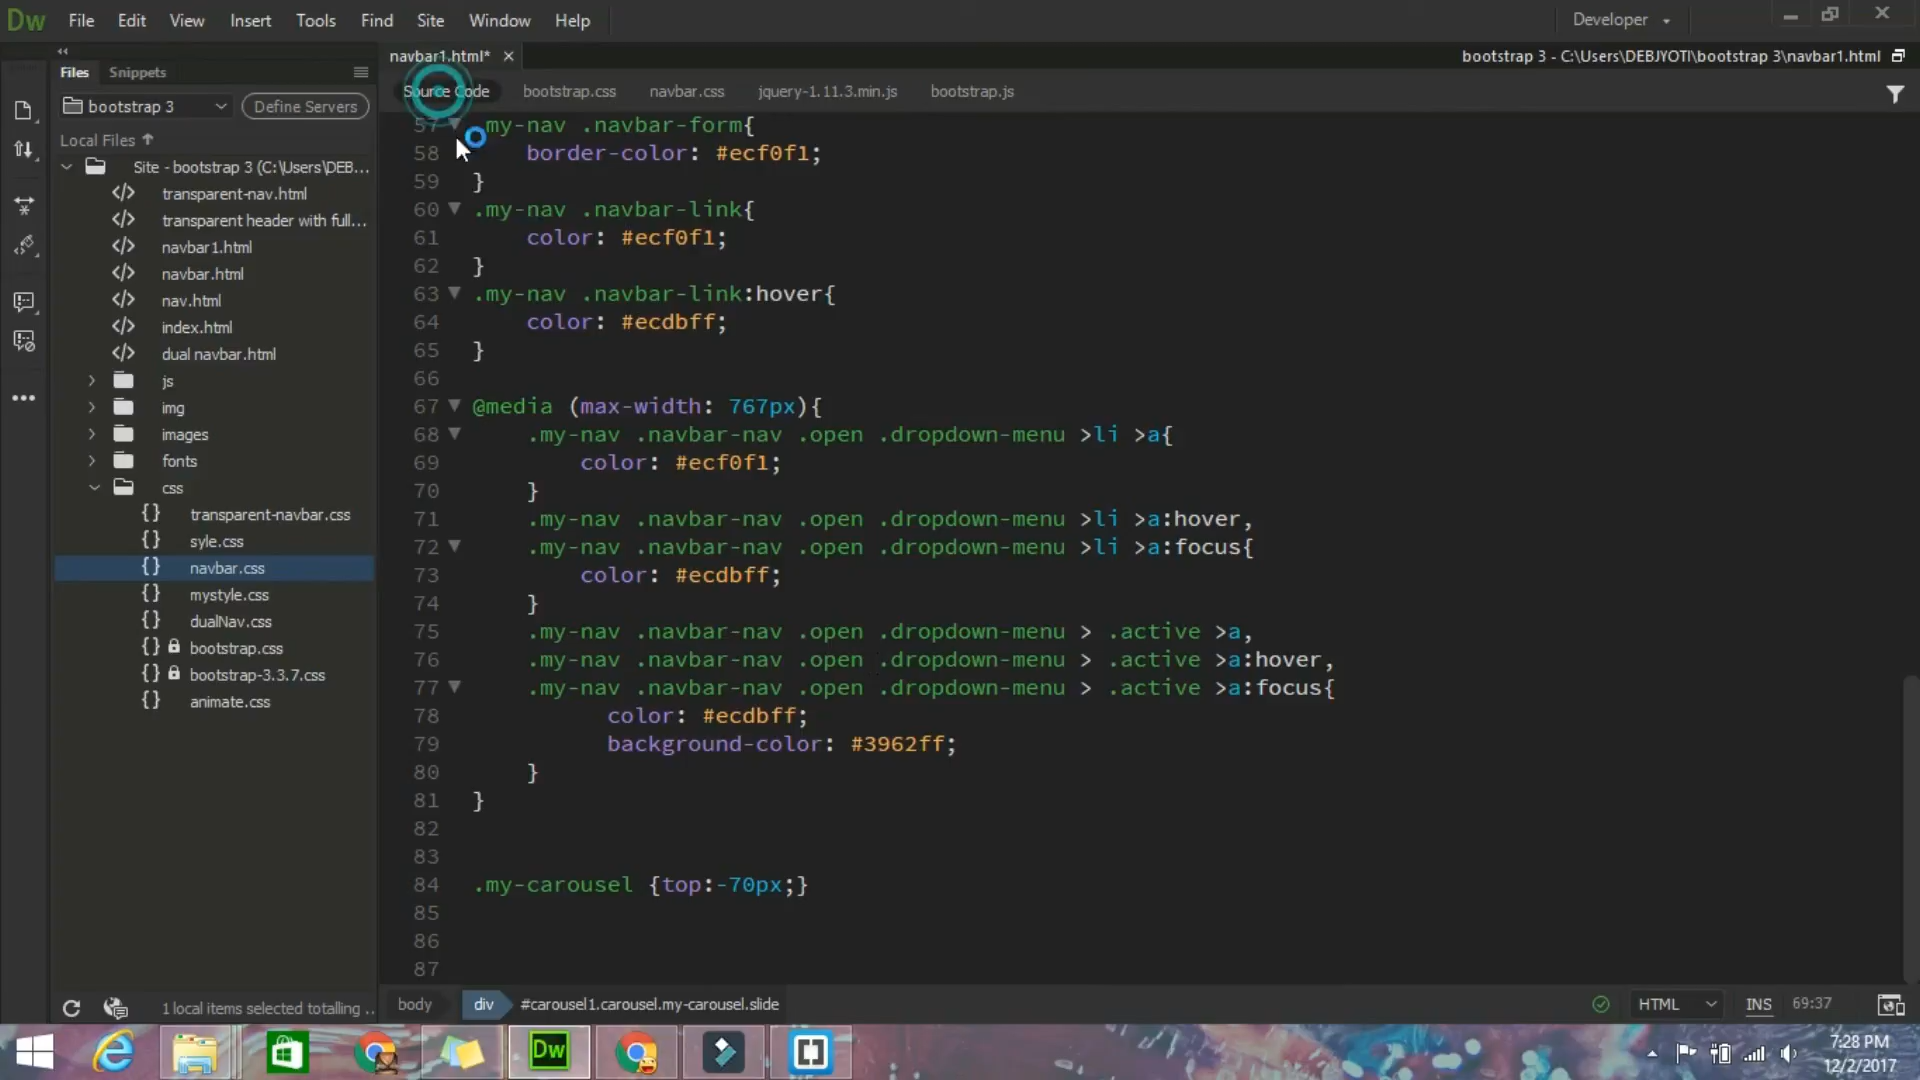 Dw File Edit View Insert Tools Find Site Window Help Developer
navbar1.html* bootstrap 3 - C:\Users\DEBJYOTI\bootstrap 3\navbar1.html
Files Snippets
Source Code bootstrap.css navbar.css jquery-1.11.3.min.js bootstrap.js
bootstrap 3 Define Servers
Local Files
Site - bootstrap 3 (C:\Users\DEB...
transparent-nav.html
transparent header with full...
navbar1.html
navbar.html
nav.html
index.html
dual navbar.html
js
img
images
fonts
css
transparent-navbar.css
syle.css
navbar.css
mystyle.css
dualNav.css
bootstrap.css
bootstrap-3.3.7.css
animate.css
57 my-nav .navbar-form{
58 border-color: #ecf0f1;
59 }
60 .my-nav .navbar-link{
61 color: #ecf0f1;
62 }
63 .my-nav .navbar-link:hover{
64 color: #ecdbff;
65 }
66
67 @media (max-width: 767px){
68 .my-nav .navbar-nav .open .dropdown-menu >li >a{
69 color: #ecf0f1;
70 }
71 .my-nav .navbar-nav .open .dropdown-menu >li >a:hover,
72 .my-nav .navbar-nav .open .dropdown-menu >li >a:focus{
73 color: #ecdbff;
74 }
75 .my-nav .navbar-nav .open .dropdown-menu > .active >a,
76 .my-nav .navbar-nav .open .dropdown-menu > .active >a:hover,
77 .my-nav .navbar-nav .open .dropdown-menu > .active >a:focus{
78 color: #ecdbff;
79 background-color: #3962ff;
80 }
81 }
82
83
84 .my-carousel {top:-70px;}
85
86
87
1 local items selected totalling ..
body div #carousel1.carousel.my-carousel.slide HTML INS 69:37
Dw
7:28 PM
12/2/2017